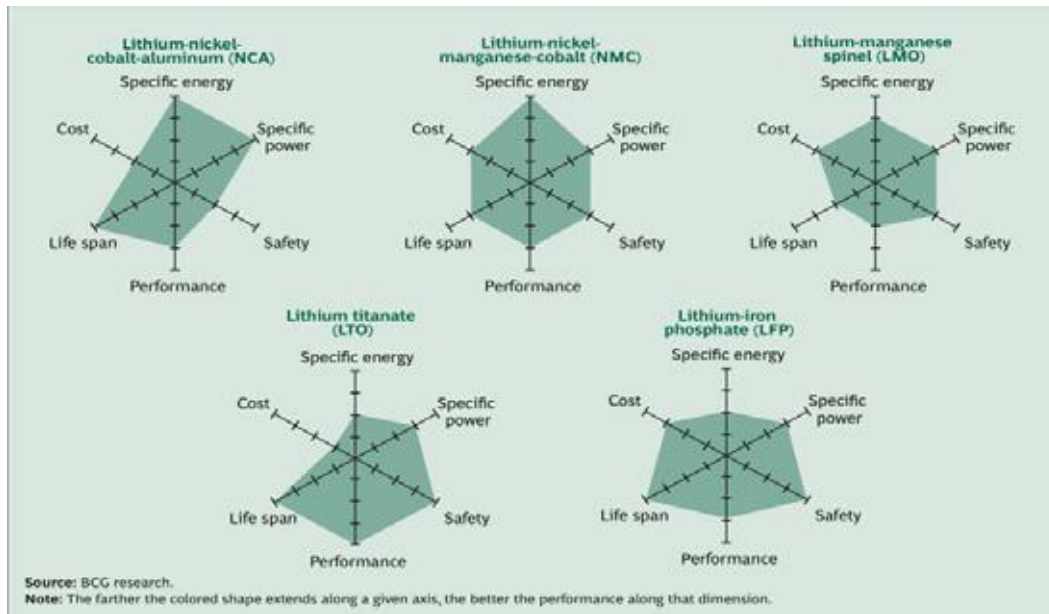 Lithium-nickel-
cobalt-aluminum (NCA)
Specific energy
Cost
Specific
power
Life span
Safety
Performance
Lithium-nickel-
manganese-cobalt (NMC)
Specific energy
Cost
Specific
power
Life span
Safety
Performance
Lithium-manganese
spinel (LMO)
Specific energy
Cost
Specific
power
Life span
Safety
Performance
Lithium titanate
(LTO)
Specific energy
Cost
Specific
power
Life span
Safety
Performance
Lithium-iron
phosphate (LFP)
Specific energy
Cost
Specific
power
Life span
Safety
Performance
Source: BCG research.
Note: The farther the colored shape extends along a given axis, the better the performance along that dimension.